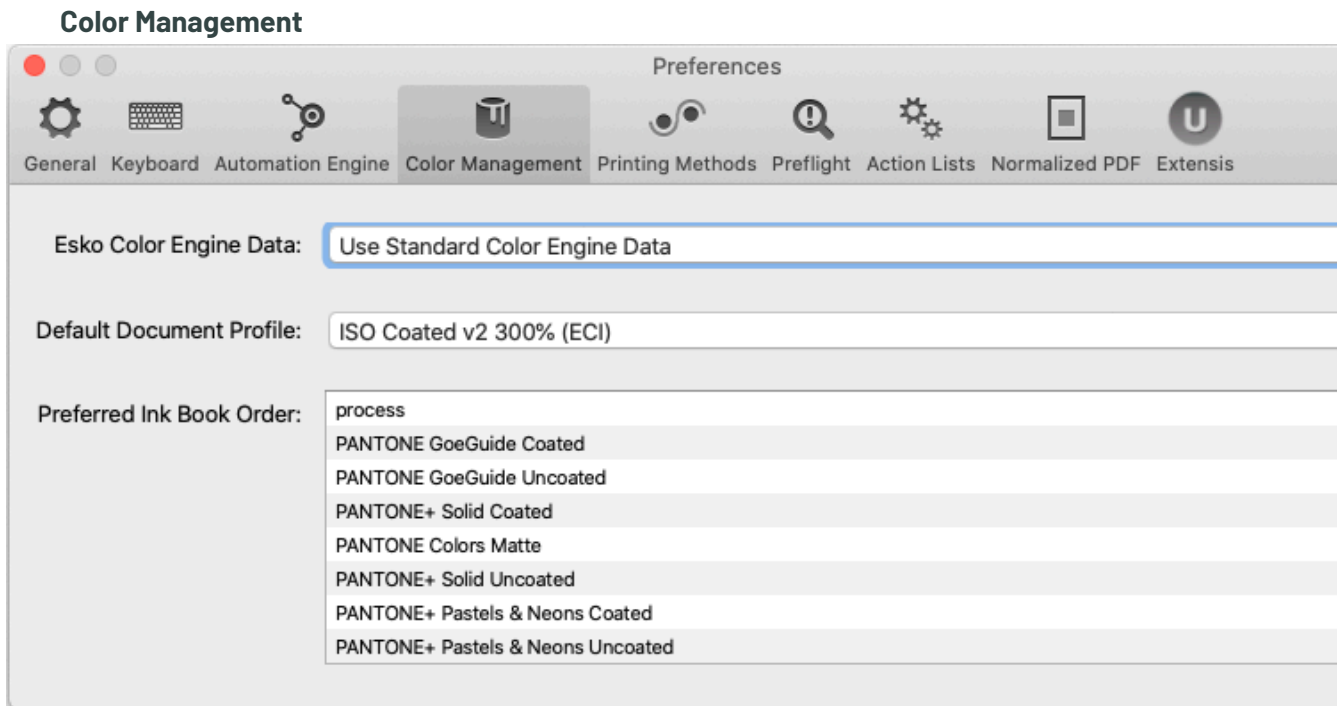 Color Management
Preferences
General Keyboard Automation Engine Color Management Printing Methods Preflight Action Lists Normalized PDF Extensis
Esko Color Engine Data: Use Standard Color Engine Data
Default Document Profile: ISO Coated v2 300% (ECI)
Preferred Ink Book Order: process
PANTONE GoeGuide Coated
PANTONE GoeGuide Uncoated
PANTONE+ Solid Coated
PANTONE Colors Matte
PANTONE+ Solid Uncoated
PANTONE+ Pastels & Neons Coated
PANTONE+ Pastels & Neons Uncoated